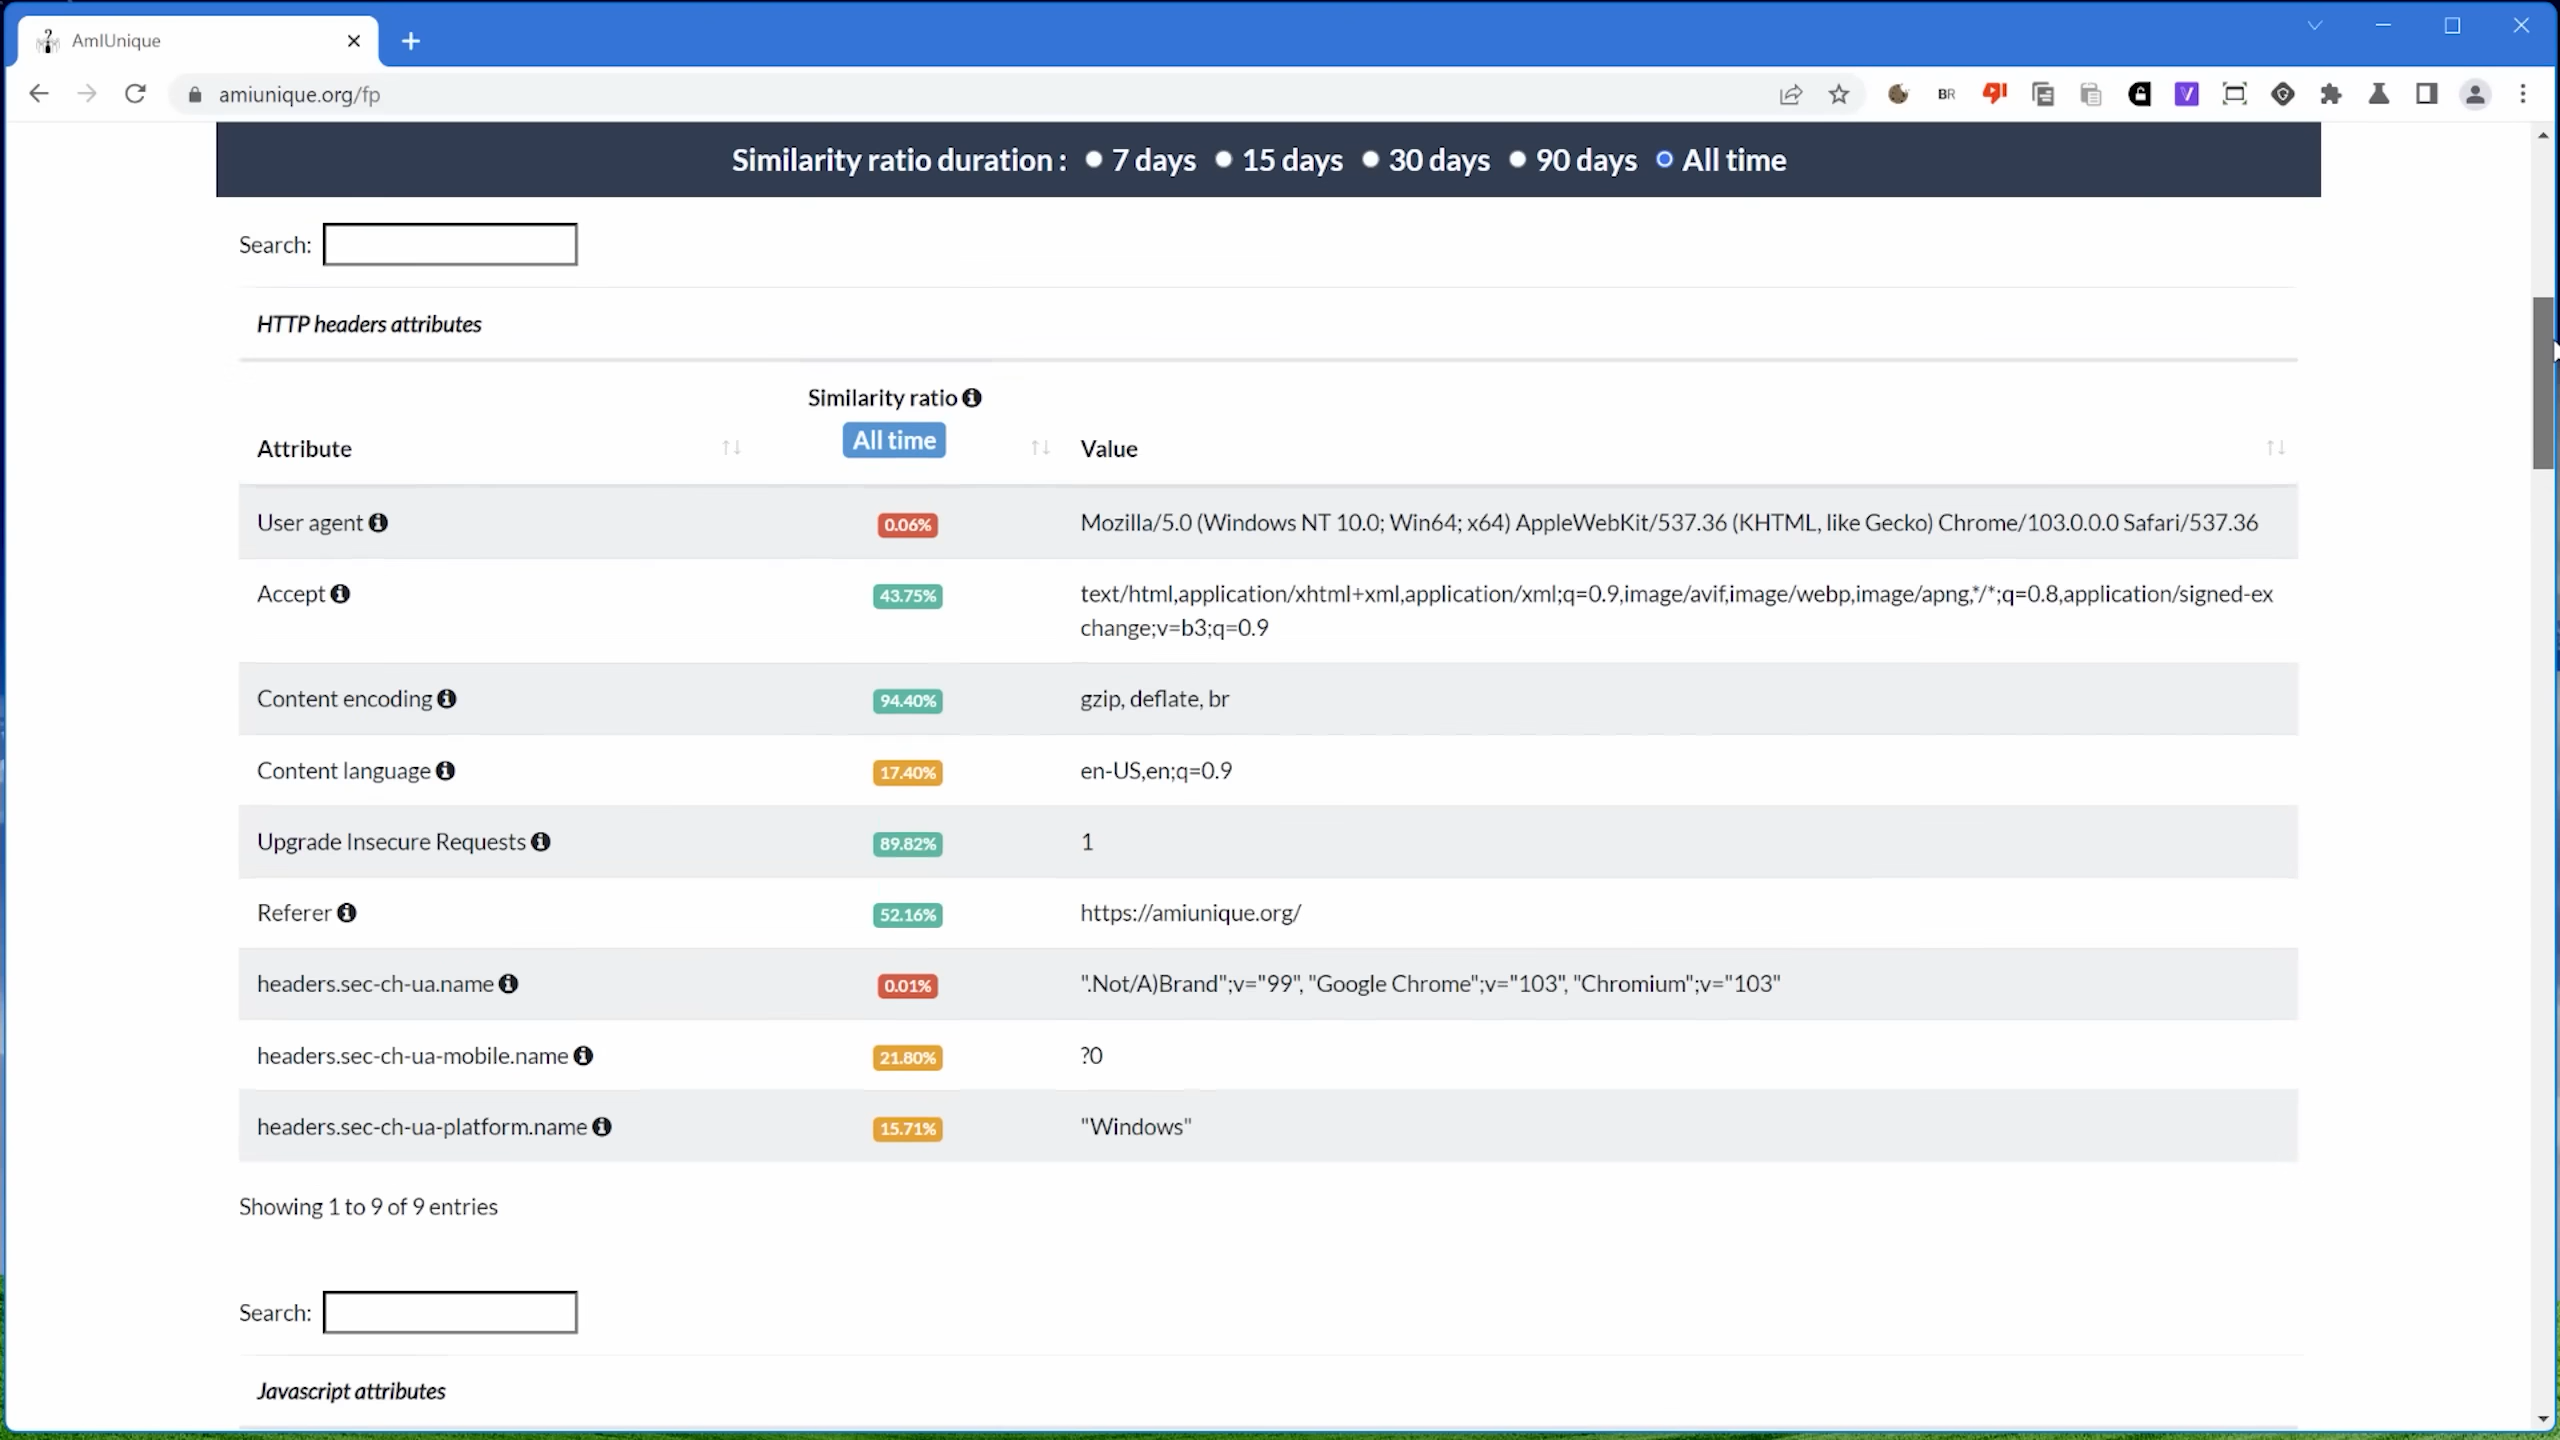 AmIUnique
amiunique.org/fp
BR
Similarity ratio duration : 7 days 15 days 30 days 90 days All time
Search:
HTTP headers attributes
Similarity ratio
All time
Attribute Value
User agent 0.06% Mozilla/5.0 (Windows NT 10.0; Win64; x64) AppleWebKit/537.36 (KHTML, like Gecko) Chrome/103.0.0.0 Safari/537.36
Accept 43.75% text/html,application/xhtml+xml,application/xml;q=0.9,image/avif,image/webp,image/apng,*/*;q=0.8,application/signed-ex
change;v=b3;q=0.9
Content encoding 94.40% gzip, deflate, br
Content language 17.40% en-US,en;q=0.9
Upgrade Insecure Requests 89.82% 1
Referer 52.16% https://amiunique.org/
headers.sec-ch-ua.name 0.01% ".Not/A)Brand";v="99", "Google Chrome";v="103", "Chromium";v="103"
headers.sec-ch-ua-mobile.name 21.80% ?0
headers.sec-ch-ua-platform.name 15.71% "Windows"
Showing 1 to 9 of 9 entries
Search:
Javascript attributes